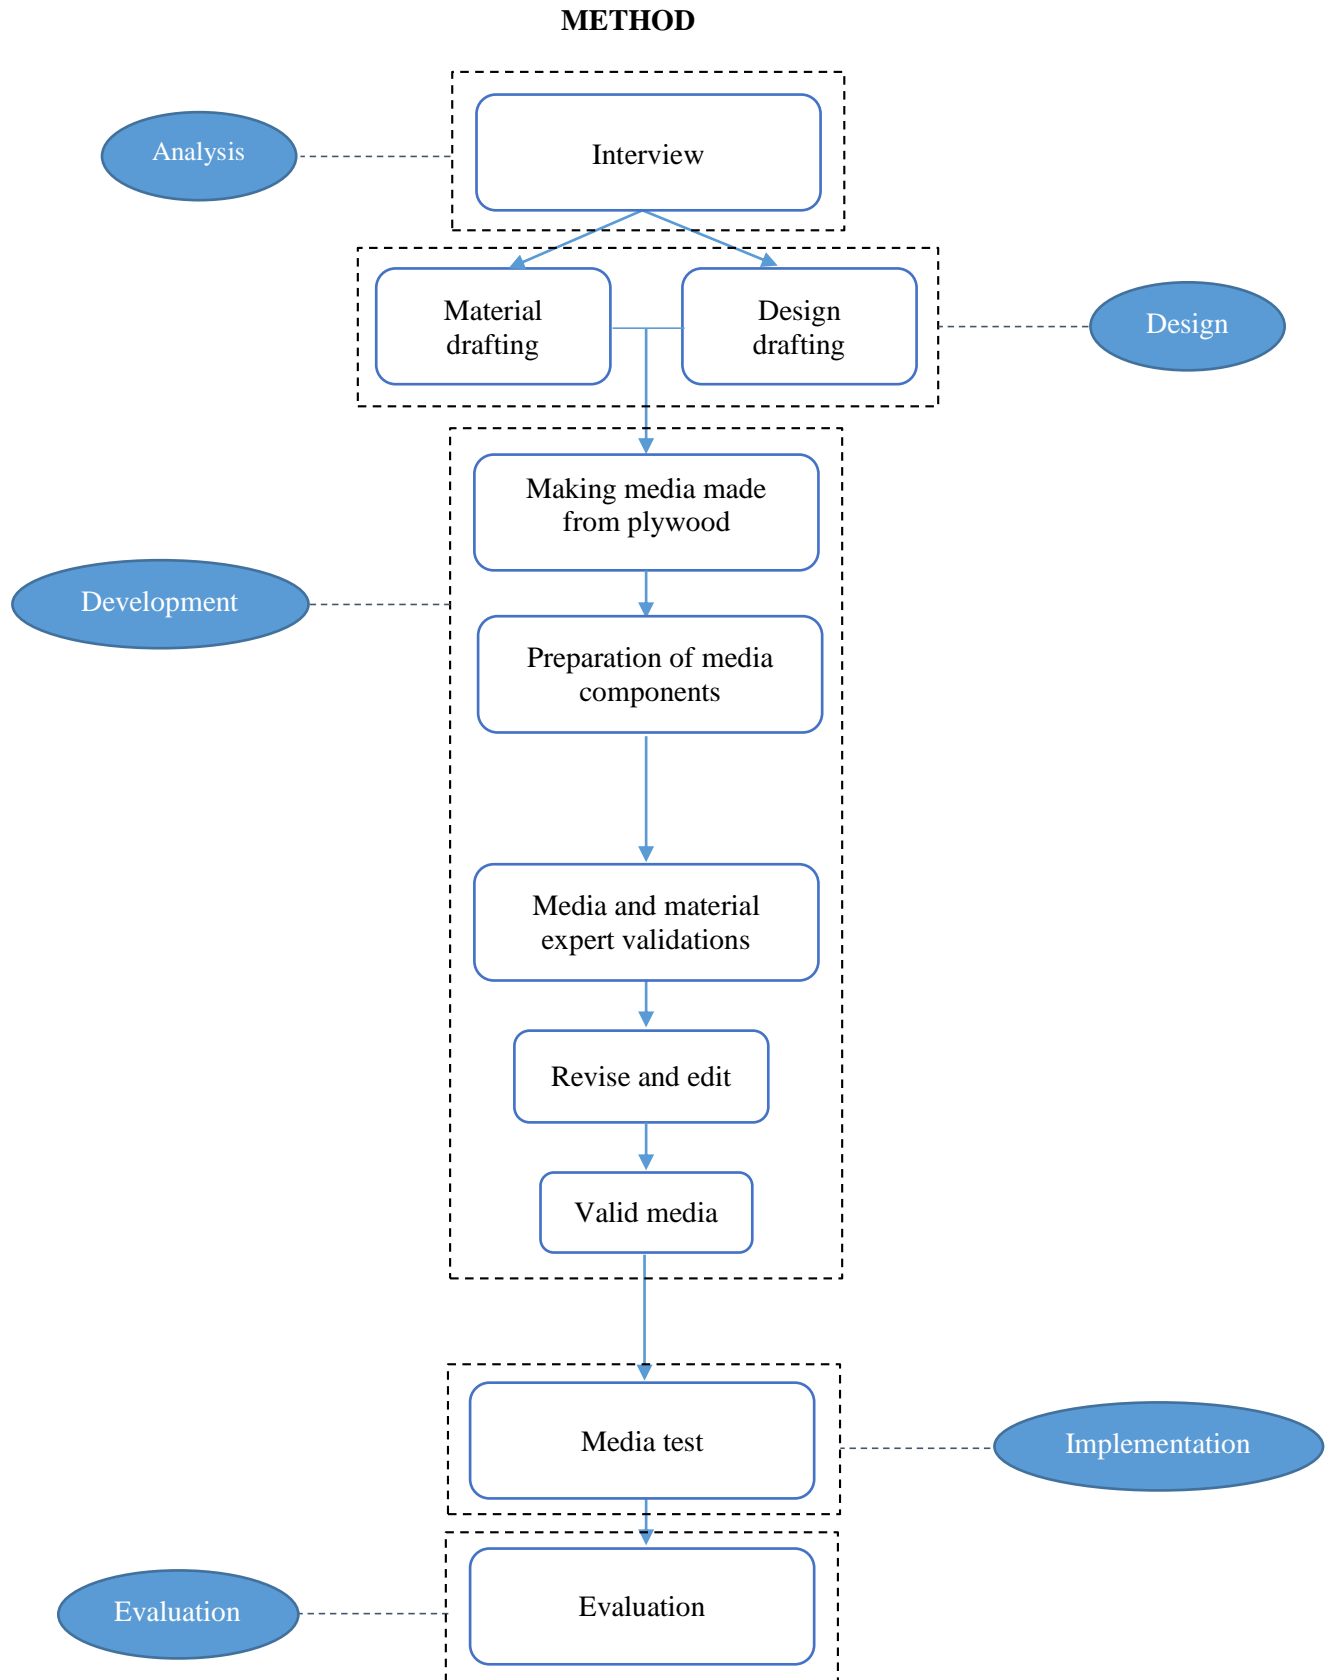 METHOD
Analysis
Interview
Material
drafting
Design
drafting
Design
Making media made
from plywood
Development
Preparation of media
components
Media and material
expert validations
Revise and edit
Valid media
Media test
Implementation
Evaluation
Evaluation